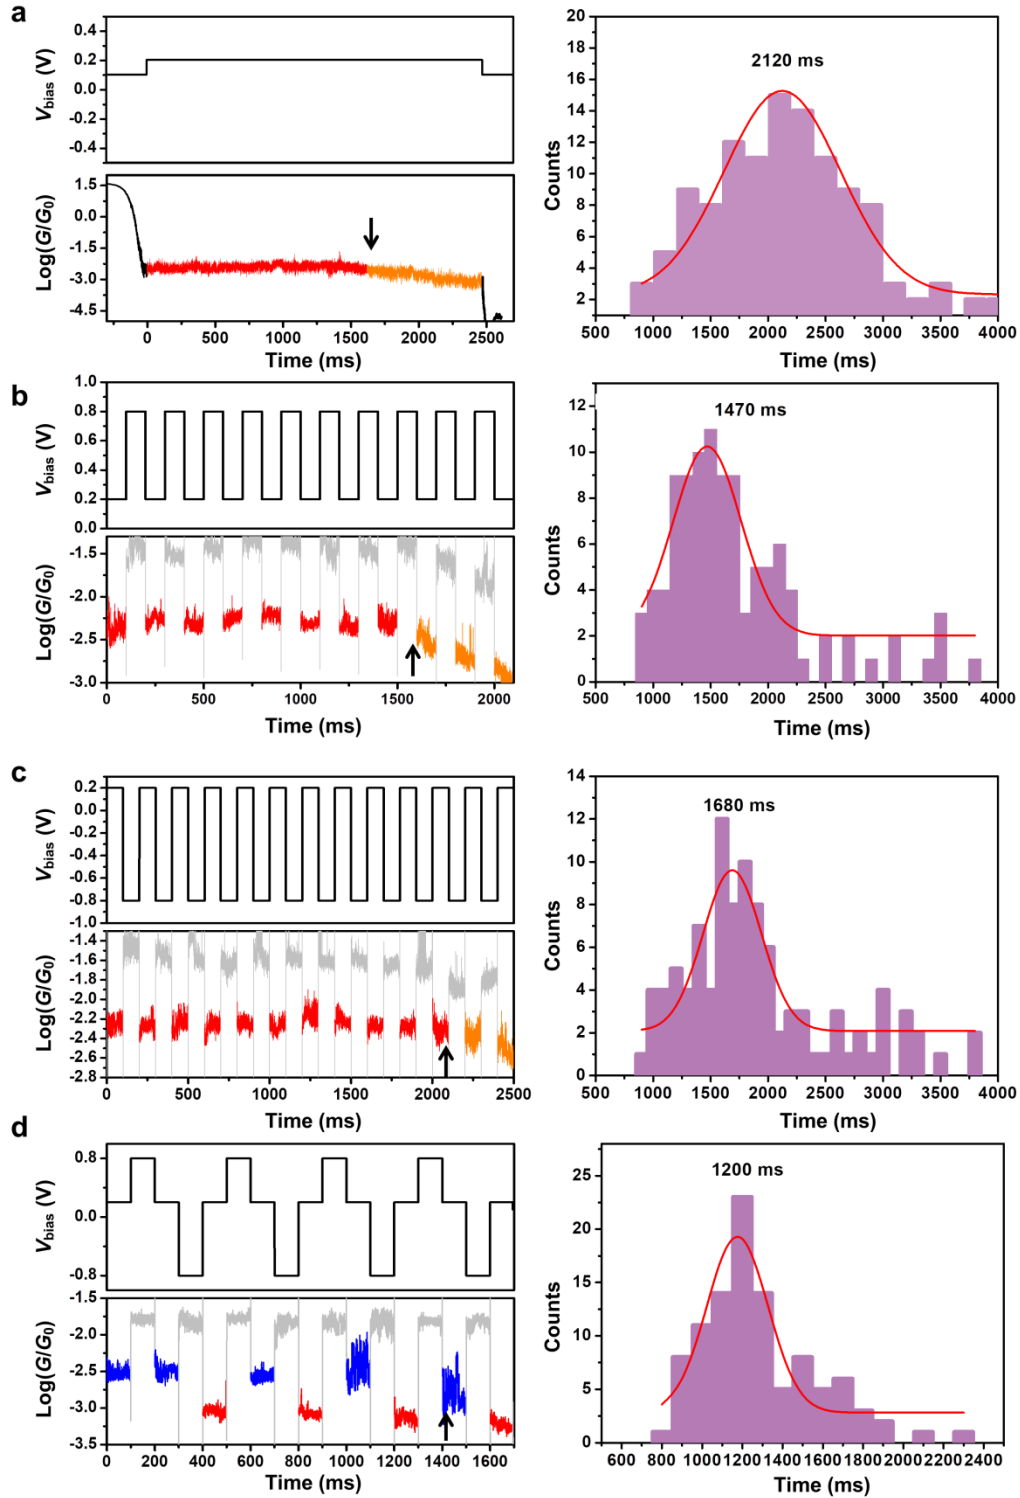 a
V_bias (V)
0.4
0.2
0.0
-0.2
-0.4
Log(G/G₀)
1.5
0.0
-1.5
-3.0
-4.5
0 500 1000 1500 2000 2500
Time (ms)
2120 ms
Counts
20
18
16
14
12
10
8
6
4
2
500 1000 1500 2000 2500 3000 3500 4000
Time (ms)
b
V_bias (V)
1.0
0.8
0.6
0.4
0.2
0.0
Log(G/G₀)
-1.5
-2.0
-2.5
-3.0
0 500 1000 1500 2000
Time (ms)
1470 ms
Counts
12
10
8
6
4
2
0
500 1000 1500 2000 2500 3000 3500 4000
Time (ms)
c
V_bias (V)
0.2
0.0
-0.2
-0.4
-0.6
-0.8
-1.0
Log(G/G₀)
-1.4
-1.6
-1.8
-2.0
-2.2
-2.4
-2.6
-2.8
0 500 1000 1500 2000 2500
Time (ms)
1680 ms
Counts
14
12
10
8
6
4
2
0
500 1000 1500 2000 2500 3000 3500 4000
Time (ms)
d
V_bias (V)
0.8
0.0
-0.8
Log(G/G₀)
-1.5
-2.0
-2.5
-3.0
-3.5
0 200 400 600 800 1000 1200 1400 1600
Time (ms)
1200 ms
Counts
25
20
15
10
5
0
600 800 1000 1200 1400 1600 1800 2000 2200 2400
Time (ms)